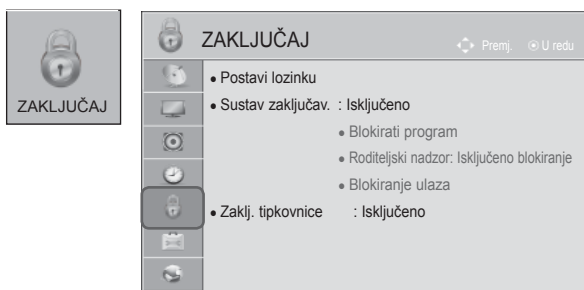 ZAKLJUČAJ
ZAKLJUČAJ
Premj. U redu
• Postavi lozinku
• Sustav zaključav. : Isključeno
• Blokirati program
• Roditeljski nadzor: Isključeno blokiranje
• Blokiranje ulaza
• Zaklj. tipkovnice : Isključeno